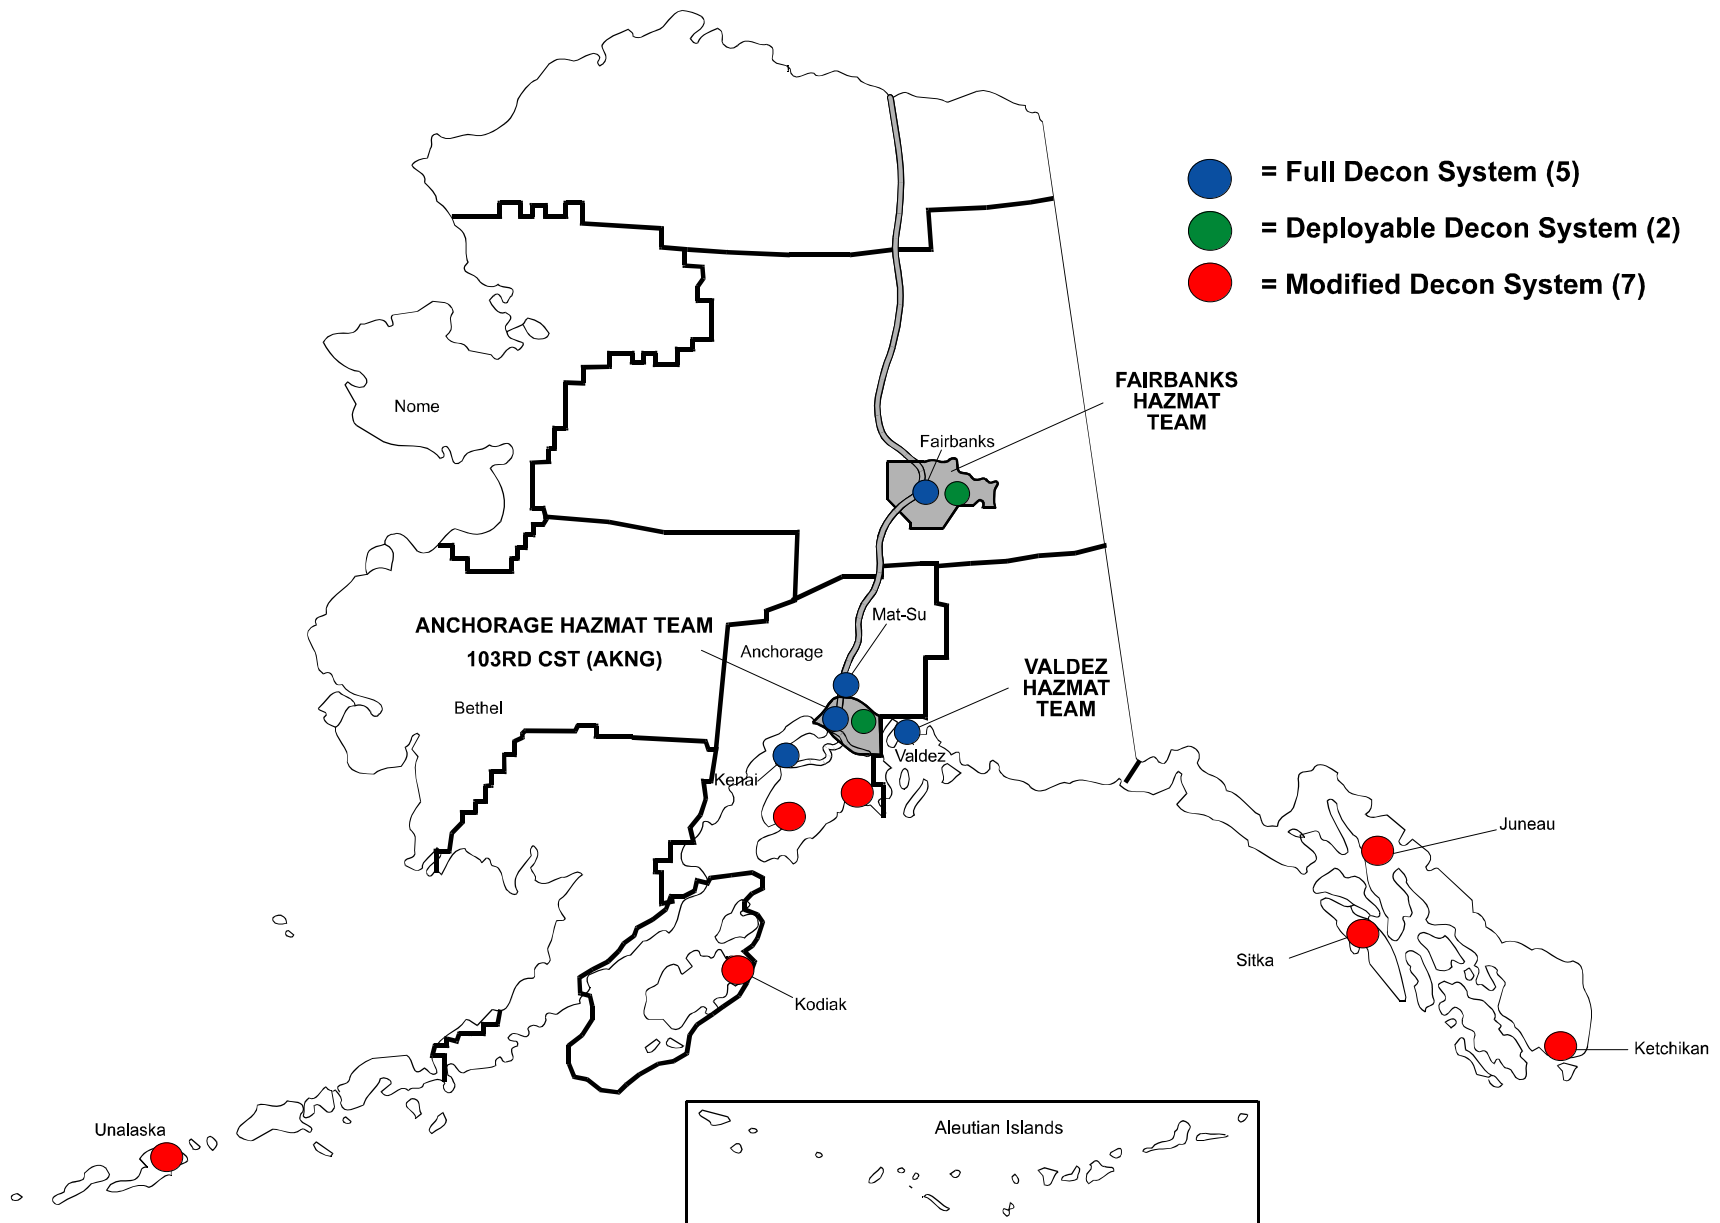 = Full Decon System (5)
= Deployable Decon System (2)
= Modified Decon System (7)
FAIRBANKS
HAZMAT
TEAM
Nome
Fairbanks
Mat-Su
ANCHORAGE HAZMAT TEAM
103RD CST (AKNG)
Anchorage
VALDEZ
HAZMAT
TEAM
Bethel
Valdez
Kenai
Juneau
Sitka
Kodiak
Ketchikan
Unalaska
Aleutian Islands